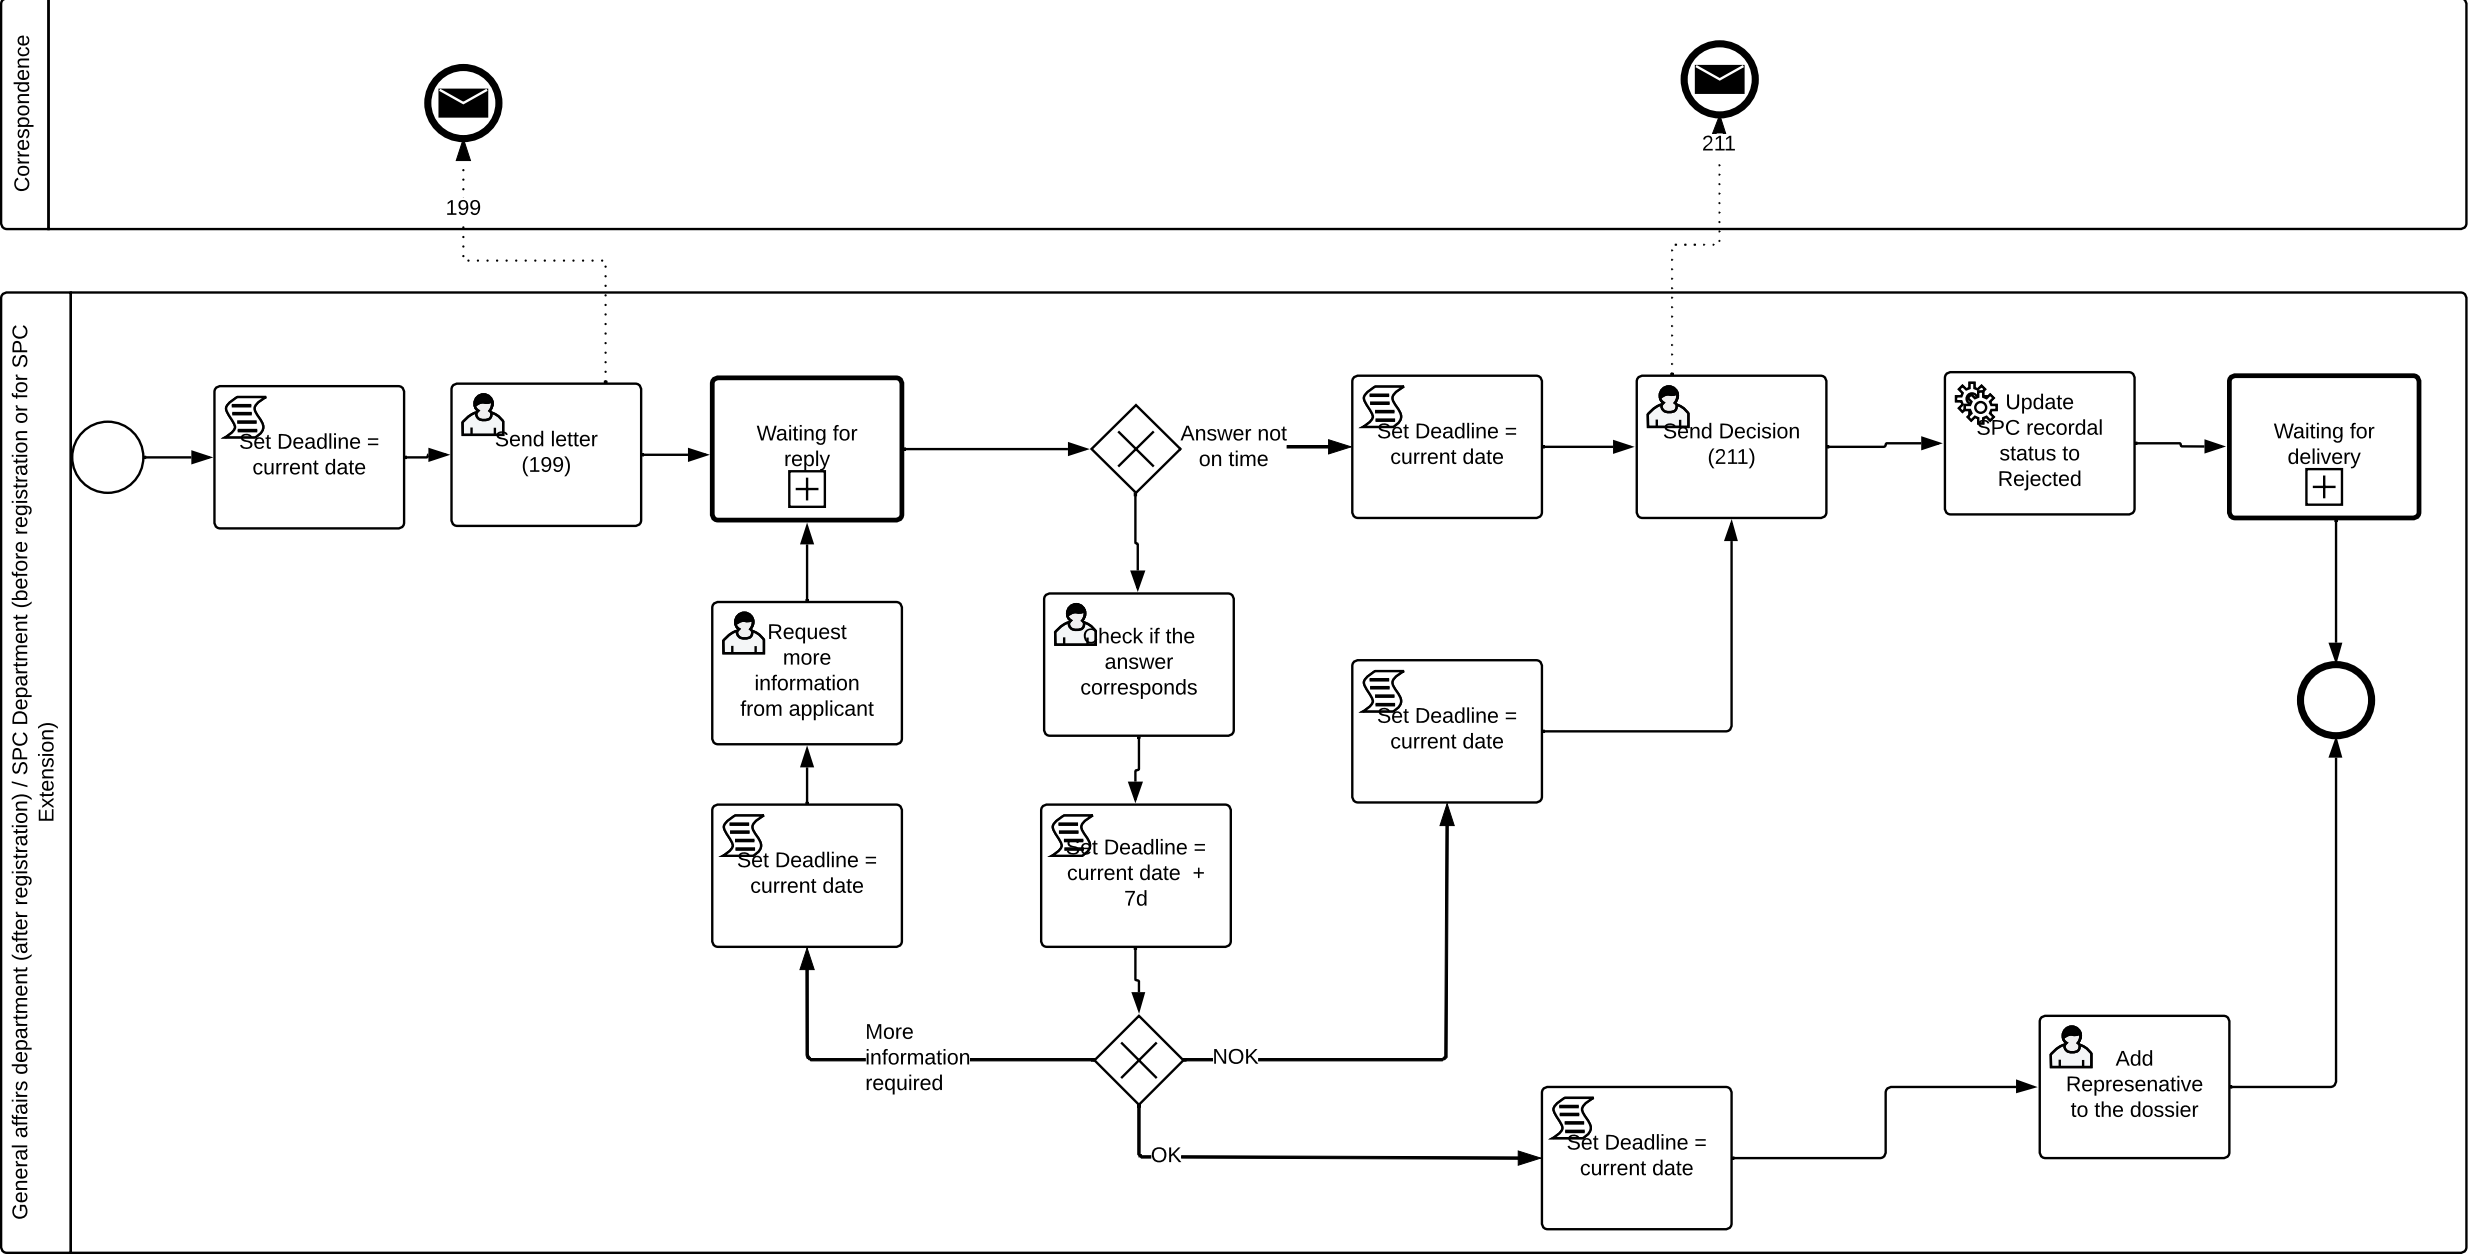 Correspondence
199
211
General affairs department (after registration) / SPC Department (before registration or for SPC
Extension)
Set Deadline =
current date
Send letter
(199)
Waiting for
reply
Answer not
on time
Set Deadline =
current date
Send Decision
(211)
Update
SPC recordal
status to
Rejected
Waiting for
delivery
Request
more
information
from applicant
Check if the
answer
corresponds
Set Deadline =
current date
Set Deadline =
current date
Set Deadline =
current date  +
7d
More
information
required
NOK
OK
Set Deadline =
current date
Add
Represenative
to the dossier